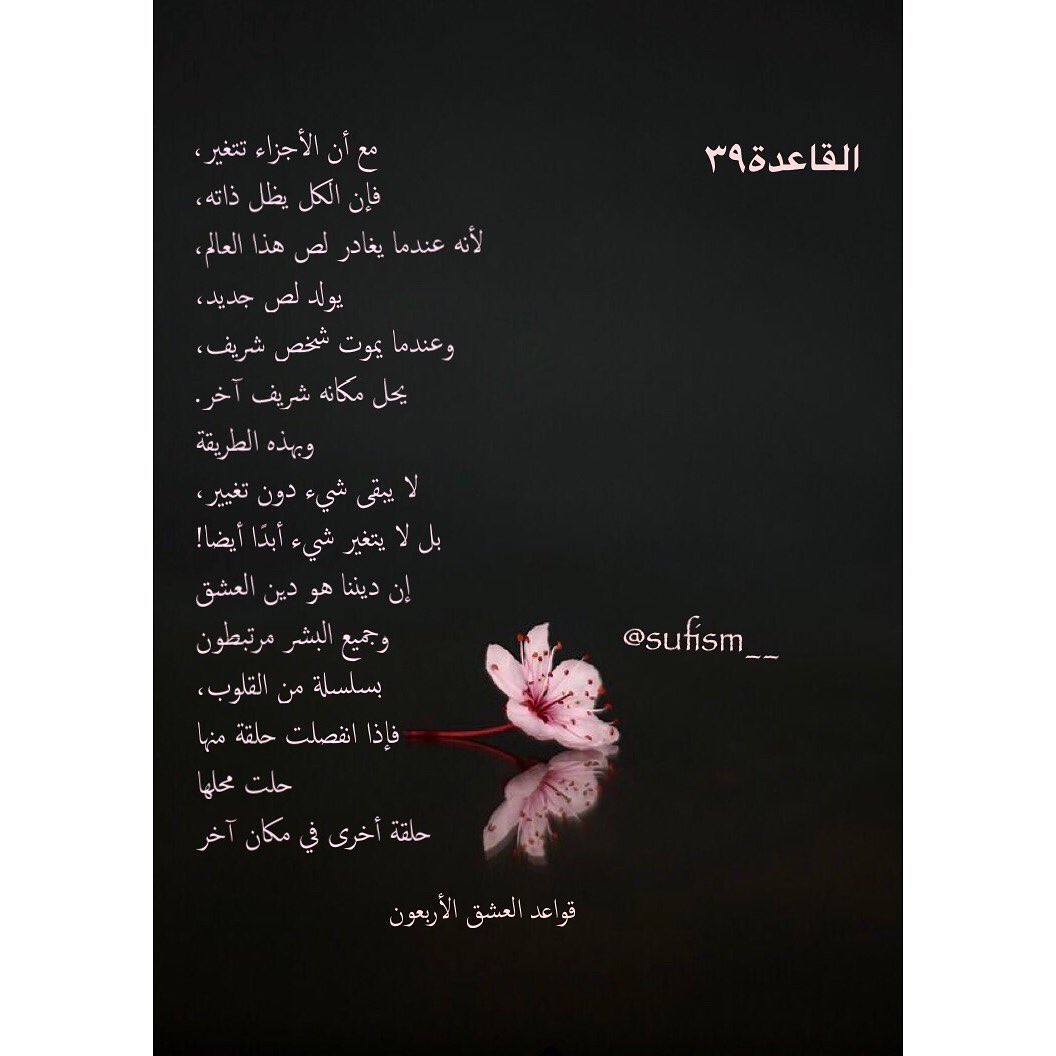 القاعدة٣٩
مع أن الأجزاء تتغير،
فإن الكل يظل ذاته،
لأنه عندما يغادر لص هذا العالم،
يولد لص جديد،
وعندما يموت شخص شريف،
يحل مكانه شريف آخر.
وبهذه الطريقة
لا يبقى شيء دون تغيير،
بل لا يتغير شيء أبدًا أيضا!
إن ديننا هو دين العشق
وجميع البشر مرتبطون
بسلسلة من القلوب،
فإذا انفصلت حلقة منها
حلت محلها
حلقة أخرى في مكان آخر
@sufism__
قواعد العشق الأربعون